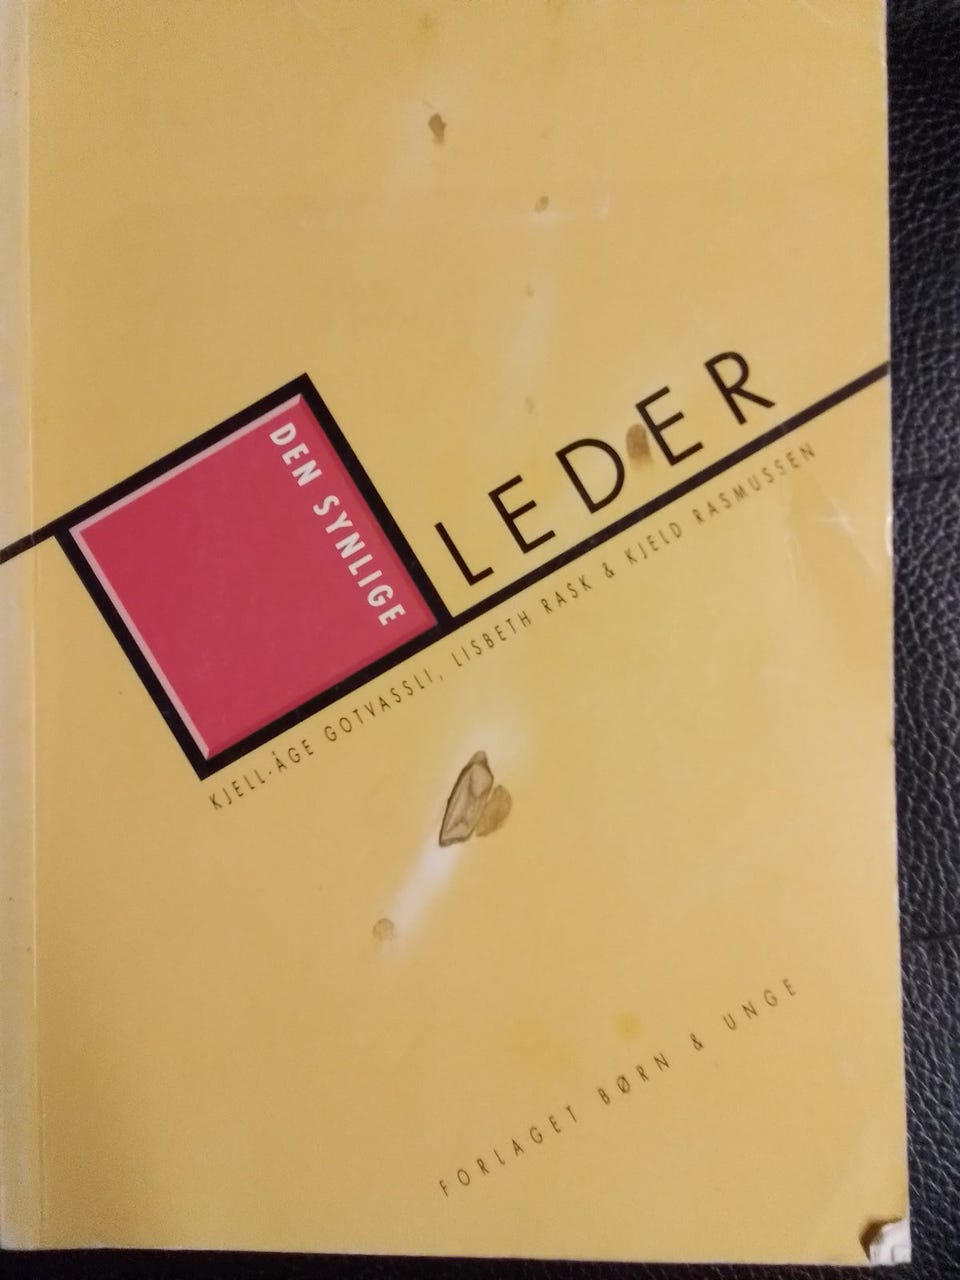 DEN SYNLIGE
LEDER
KJELL-ÅGE GOTVASSLI, LISBETH RASK & KJELD RASMUSSEN
FORLAGET BØRN & UNGE